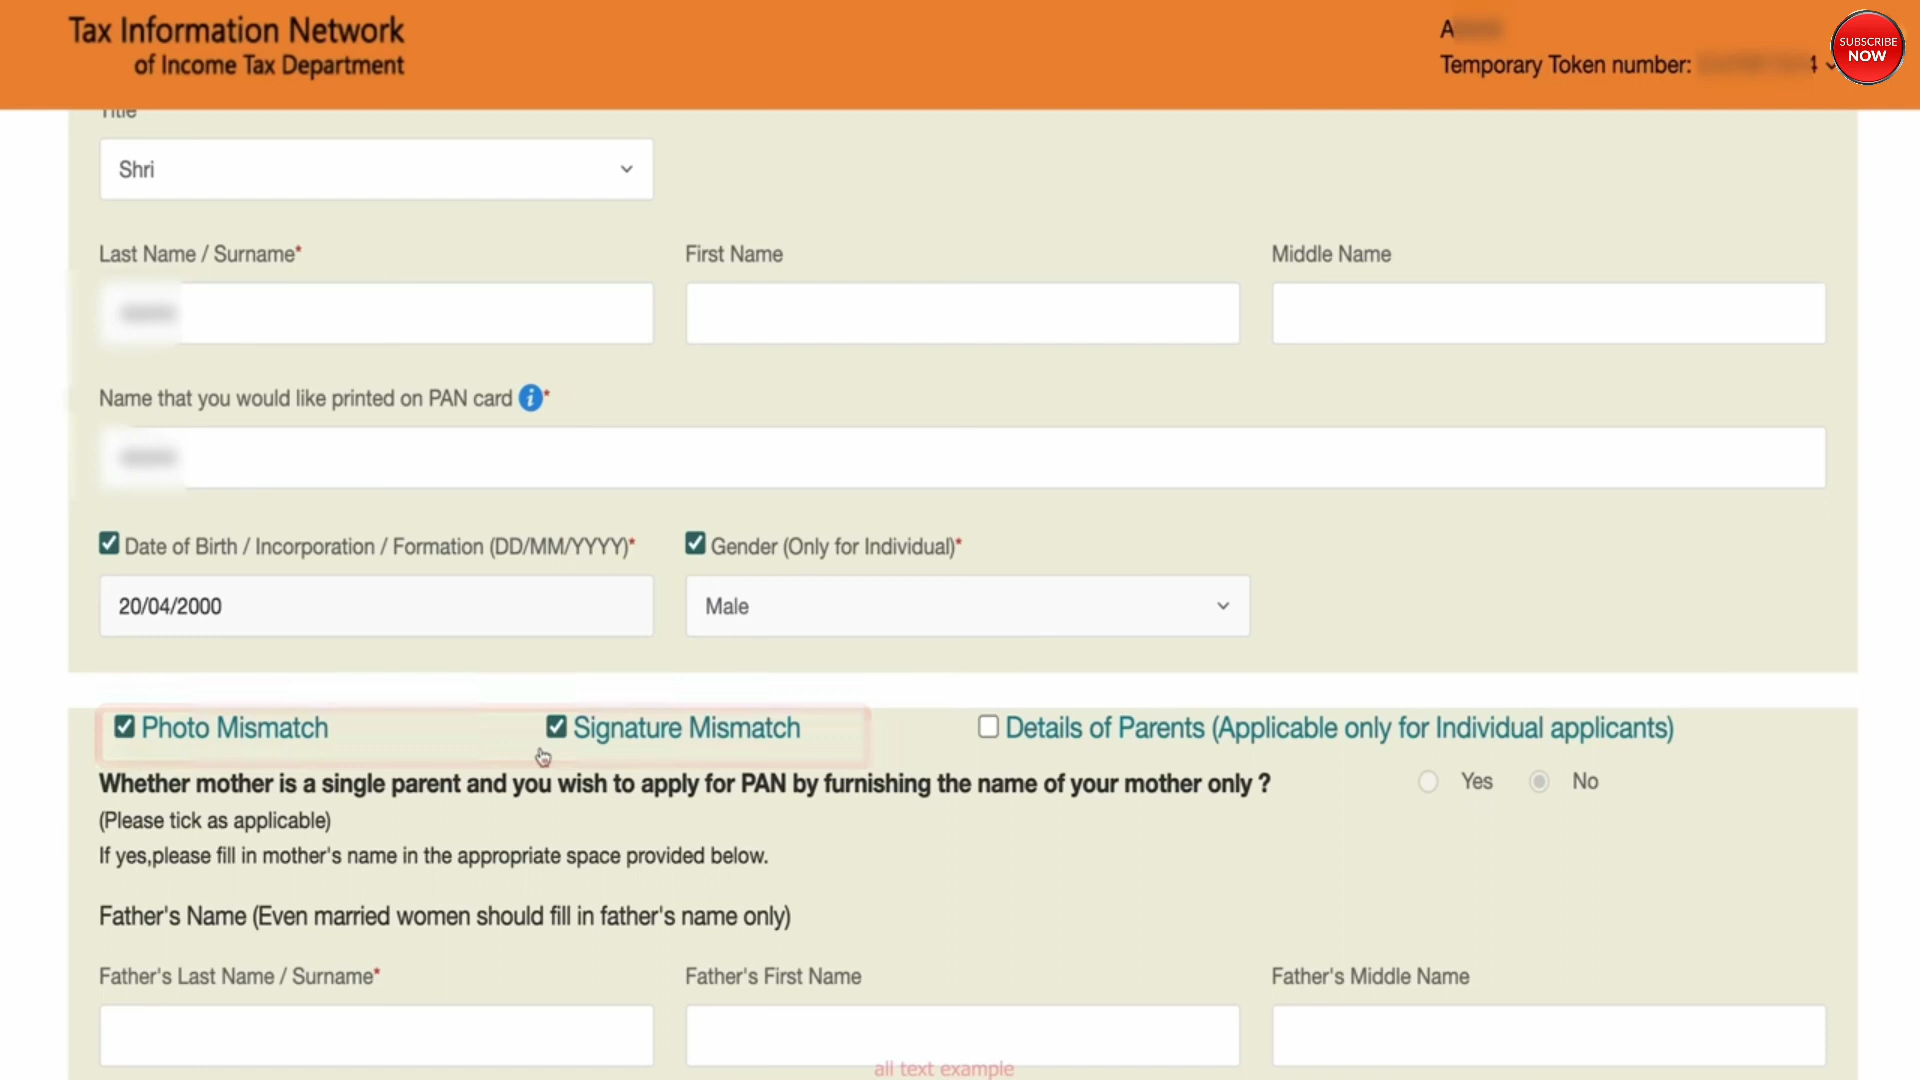 Tax Information Network
of Income Tax Department
A
Temporary Token number: 4
SUBSCRIBE
NOW
Title
Shri
Last Name / Surname* First Name Middle Name
Name that you would like printed on PAN card i*
Date of Birth / Incorporation / Formation (DD/MM/YYYY)* Gender (Only for Individual)*
20/04/2000 Male
Photo Mismatch Signature Mismatch Details of Parents (Applicable only for Individual applicants)
Whether mother is a single parent and you wish to apply for PAN by furnishing the name of your mother only ? Yes No
(Please tick as applicable)
If yes,please fill in mother's name in the appropriate space provided below.
Father's Name (Even married women should fill in father's name only)
Father's Last Name / Surname* Father's First Name Father's Middle Name
all text example